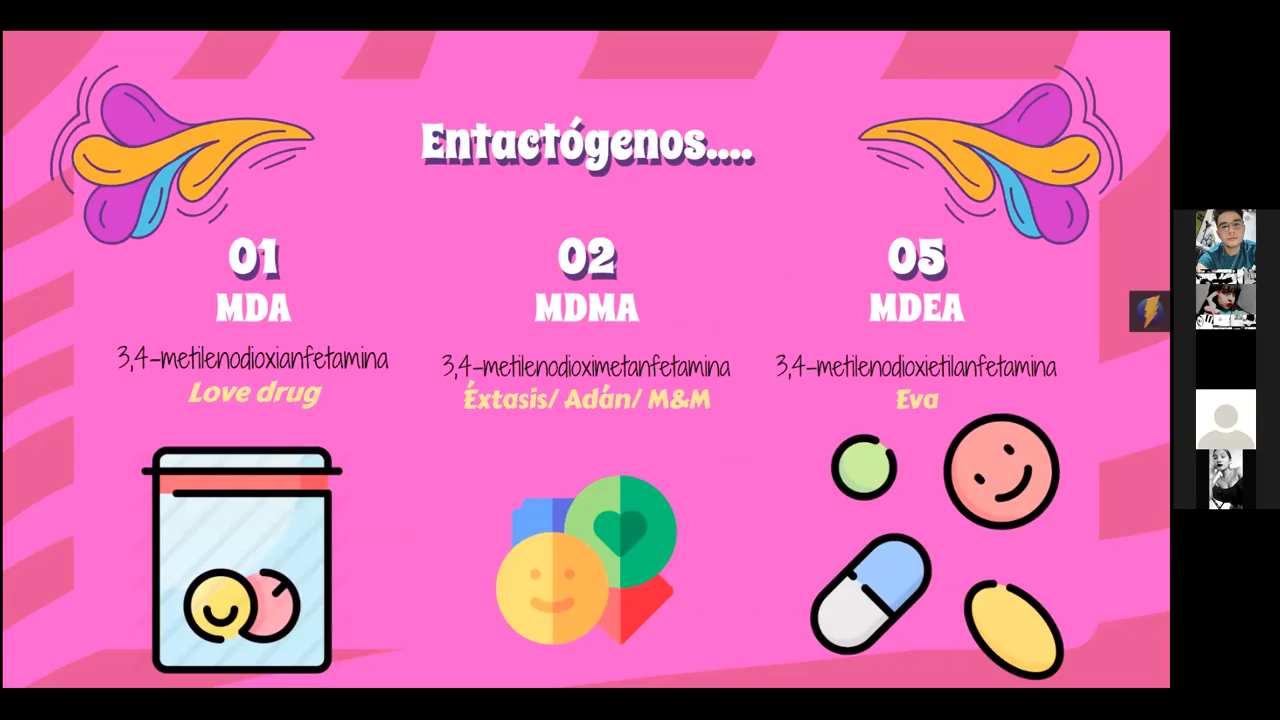 Entactógenos....
01
MDA
3,4-metilenodioxianfetamina
Love drug
02
MDMA
3,4-metilenodioximetanfetamina
Éxtasis/ Adán/ M&M
05
MDEA
3,4-metilenodioxietilanfetamina
Eva